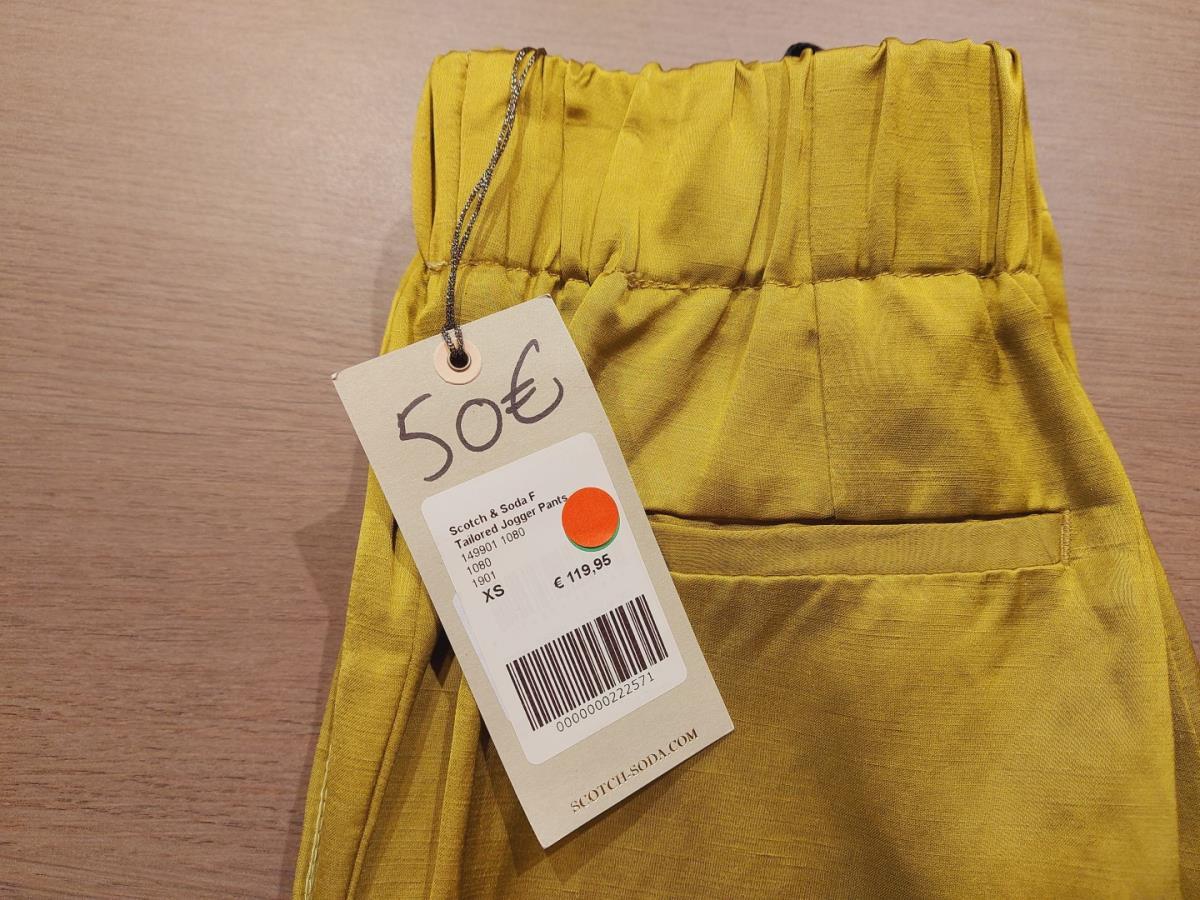 50€
Scotch & Soda F
Tailored Jogger Pants
149901 1080
1080
1901
XS € 119,95
0000000222571
SCOTCH-SODA.COM